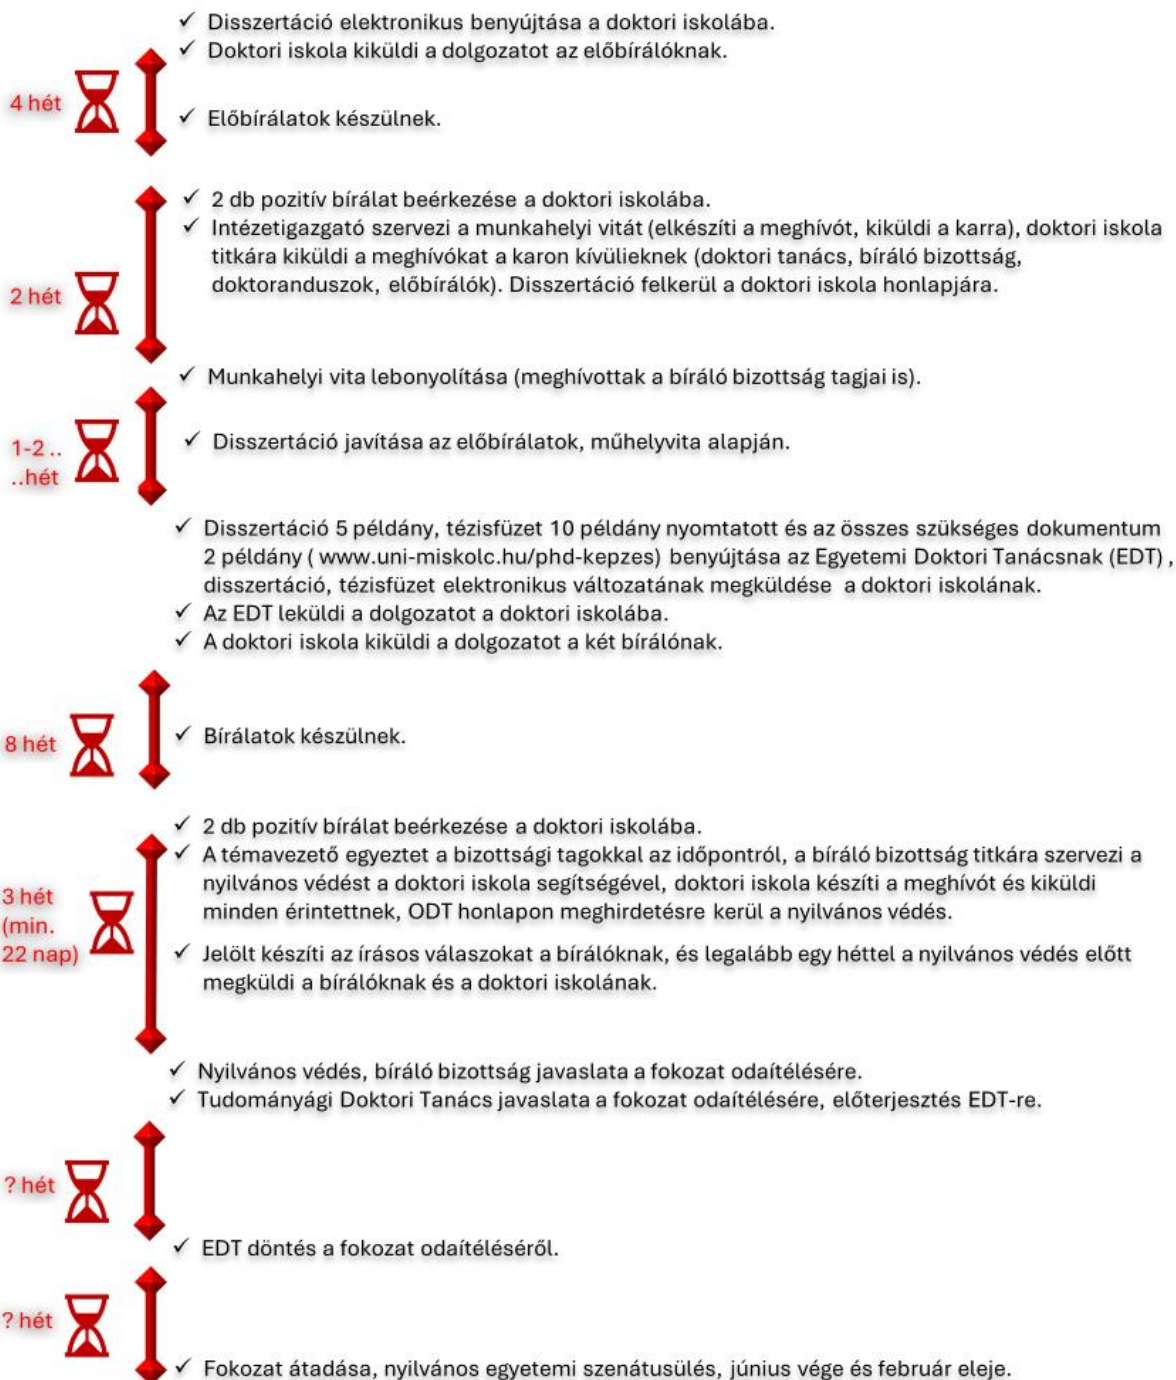 ✓ Disszertáció elektronikus benyújtása a doktori iskolába.
✓ Doktori iskola kiküldi a dolgozatot az előbírálóknak.
4 hét
✓ Előbírálatok készülnek.
✓ 2 db pozitív bírálat beérkezése a doktori iskolába.
✓ Intézetigazgató szervezi a munkahelyi vitát (elkészíti a meghívót, kiküldi a karra), doktori iskola
titkára kiküldi a meghívókat a karon kívülieknek (doktori tanács, bíráló bizottság,
doktoranduszok, előbírálók). Disszertáció felkerül a doktori iskola honlapjára.
2 hét
✓ Munkahelyi vita lebonyolítása (meghívottak a bíráló bizottság tagjai is).
1-2 ..
..hét
✓ Disszertáció javítása az előbírálatok, műhelyvita alapján.
✓ Disszertáció 5 példány, tézisfüzet 10 példány nyomtatott és az összes szükséges dokumentum
2 példány ( www.uni-miskolc.hu/phd-kepzes) benyújtása az Egyetemi Doktori Tanácsnak (EDT) ,
disszertáció, tézisfüzet elektronikus változatának megküldése a doktori iskolának.
✓ Az EDT leküldi a dolgozatot a doktori iskolába.
✓ A doktori iskola kiküldi a dolgozatot a két bírálónak.
8 hét
✓ Bírálatok készülnek.
✓ 2 db pozitív bírálat beérkezése a doktori iskolába.
✓ A témavezető egyeztet a bizottsági tagokkal az időpontról, a bíráló bizottság titkára szervezi a
nyilvános védést a doktori iskola segítségével, doktori iskola készíti a meghívót és kiküldi
minden érintettnek, ODT honlapon meghirdetésre kerül a nyilvános védés.
3 hét
(min.
22 nap)
✓ Jelölt készíti az írásos válaszokat a bírálóknak, és legalább egy héttel a nyilvános védés előtt
megküldi a bírálóknak és a doktori iskolának.
✓ Nyilvános védés, bíráló bizottság javaslata a fokozat odaítélésére.
✓ Tudományági Doktori Tanács javaslata a fokozat odaítélésére, előterjesztés EDT-re.
? hét
✓ EDT döntés a fokozat odaítéléséről.
? hét
✓ Fokozat átadása, nyilvános egyetemi szenátusülés, június vége és február eleje.